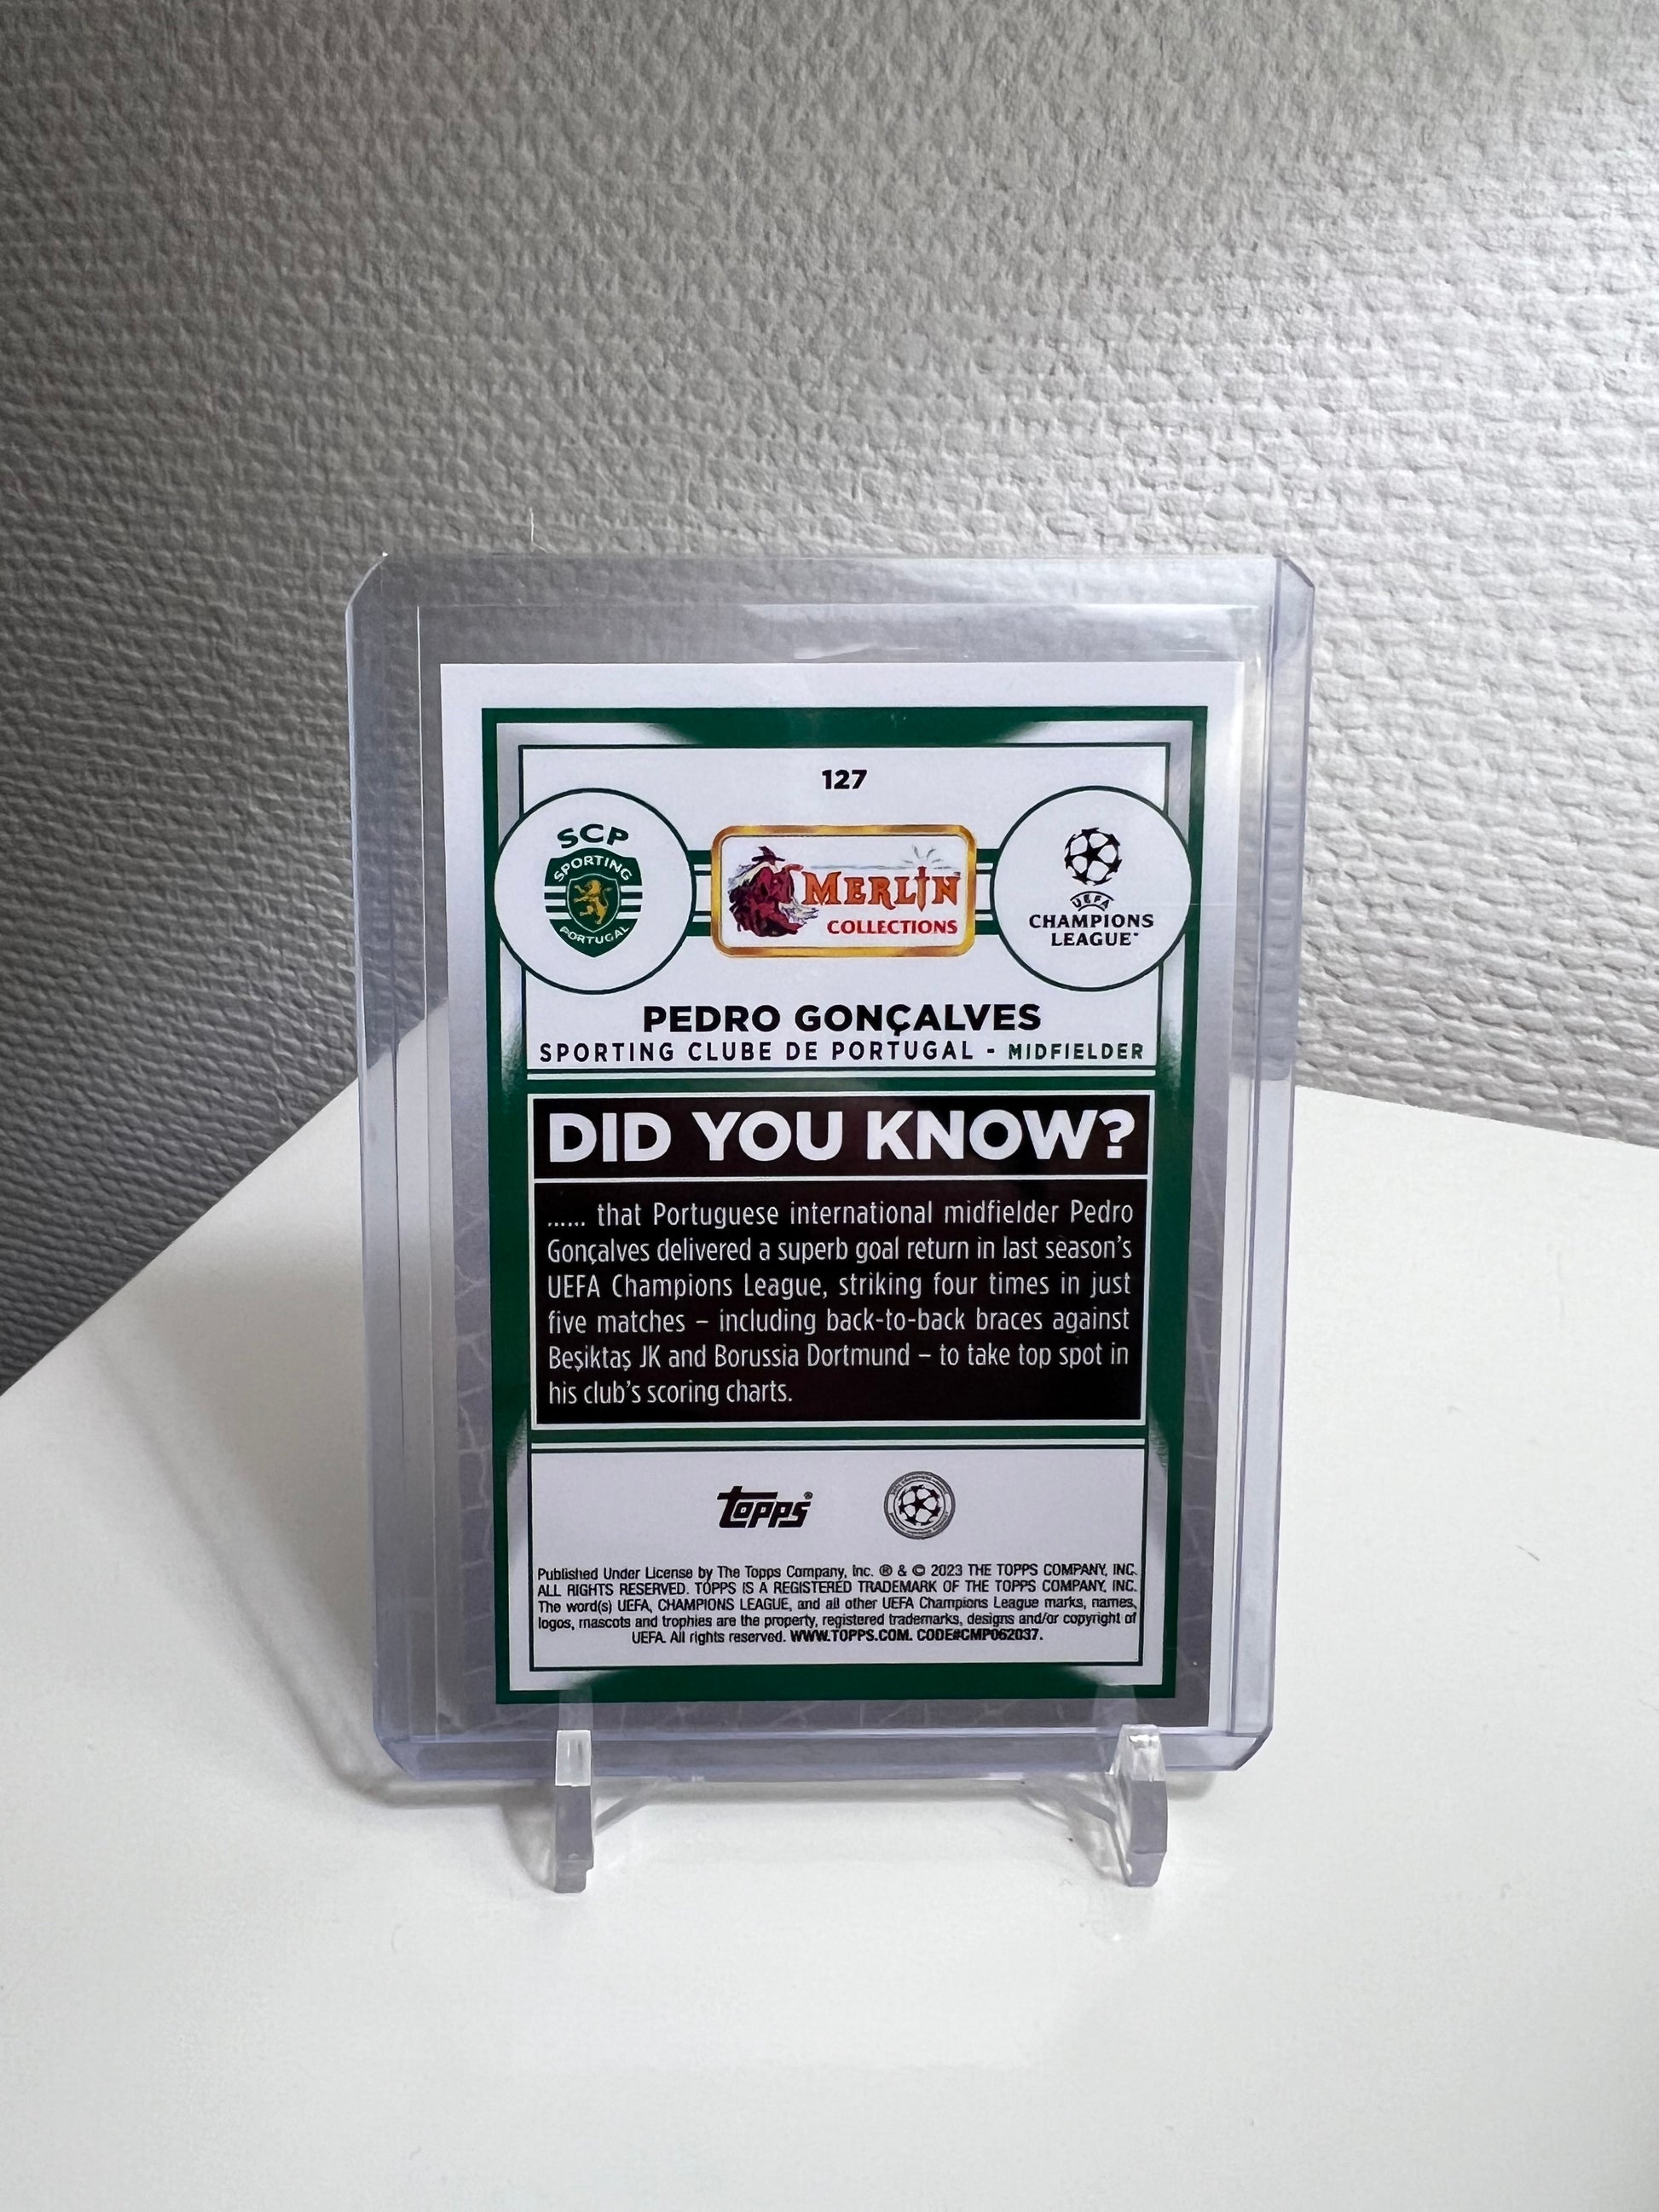 127
SCP
SPORTING
PORTUGAL
MERLIN
COLLECTIONS
UEFA
CHAMPIONS
LEAGUE
PEDRO GONÇALVES
SPORTING CLUBE DE PORTUGAL - MIDFIELDER
DID YOU KNOW?
...... that Portuguese international midfielder Pedro
Gonçalves delivered a superb goal return in last season's
UEFA Champions League, striking four times in just
five matches – including back-to-back braces against
Beşiktaş JK and Borussia Dortmund – to take top spot in
his club's scoring charts.
topps®
Published Under License by The Topps Company, Inc. ® & © 2023 THE TOPPS COMPANY, INC.
ALL RIGHTS RESERVED. TOPPS IS A REGISTERED TRADEMARK OF THE TOPPS COMPANY, INC.
The word(s) UEFA, CHAMPIONS LEAGUE, and all other UEFA Champions League marks, names,
logos, mascots and trophies are the property, registered trademarks, designs and/or copyright of
UEFA. All rights reserved. WWW.TOPPS.COM. CODE#CMP062037.